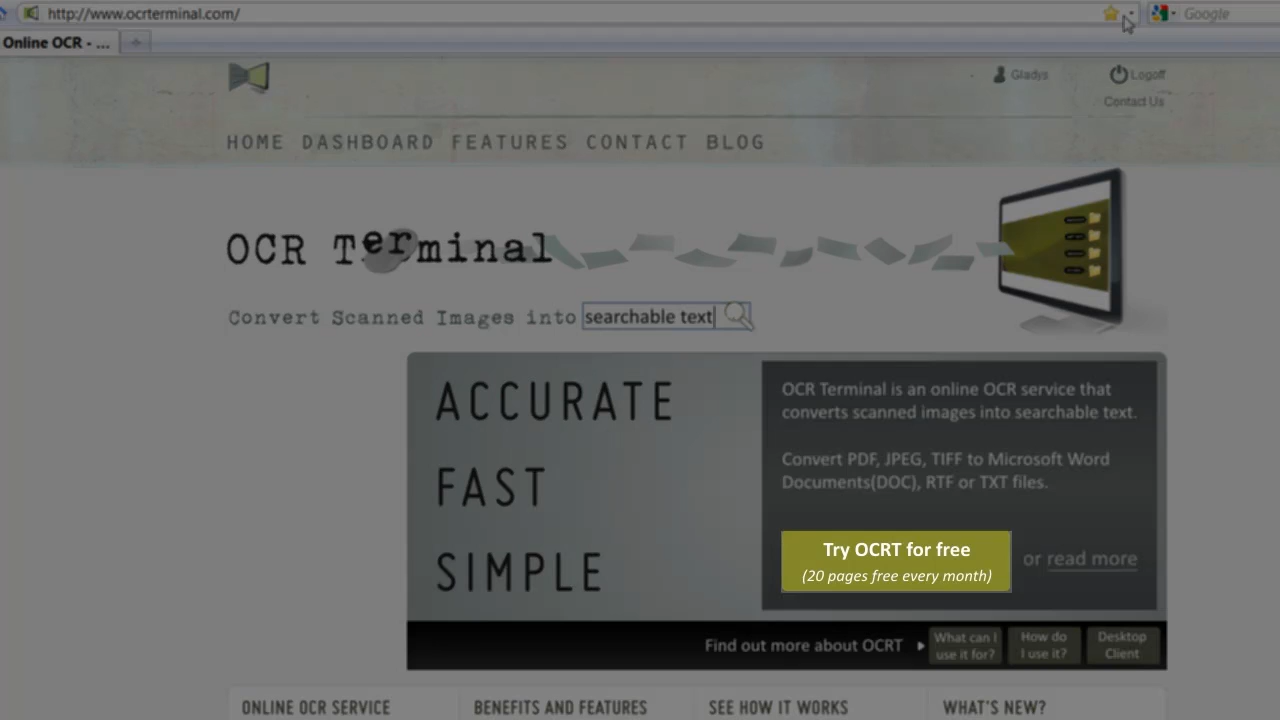 http://www.ocrterminal.com/
Google
Online OCR - ...
Gladys
Logoff
Contact Us
HOME DASHBOARD FEATURES CONTACT BLOG
OCR Terminal
Convert Scanned Images into searchable text
ACCURATE
FAST
SIMPLE
OCR Terminal is an online OCR service that
converts scanned images into searchable text.
Convert PDF, JPEG, TIFF to Microsoft Word
Documents(DOC), RTF or TXT files.
Try OCRT for free
(20 pages free every month)
or read more
Find out more about OCRT
What can I
use it for?
How do
I use it?
Desktop
Client
ONLINE OCR SERVICE
BENEFITS AND FEATURES
SEE HOW IT WORKS
WHAT'S NEW?